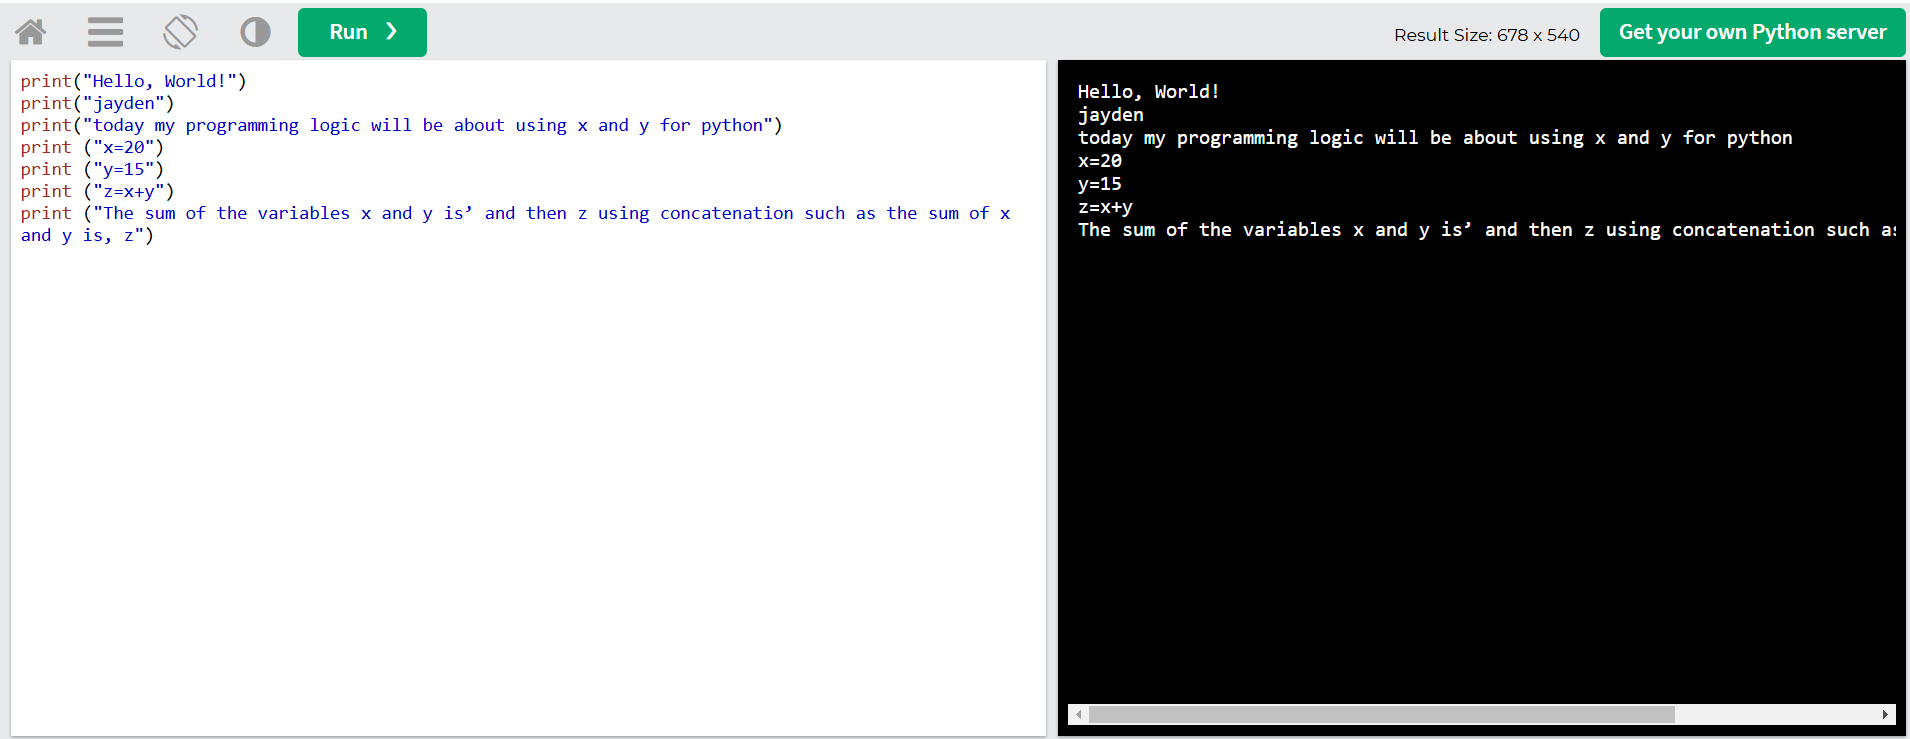 Run ❯
Result Size: 678 x 540
Get your own Python server
print("Hello, World!")
print("jayden")
print("today my programming logic will be about using x and y for python")
print ("x=20")
print ("y=15")
print ("z=x+y")
print ("The sum of the variables x and y is’ and then z using concatenation such as the sum of x
and y is, z")
Hello, World!
jayden
today my programming logic will be about using x and y for python
x=20
y=15
z=x+y
The sum of the variables x and y is’ and then z using concatenation such as